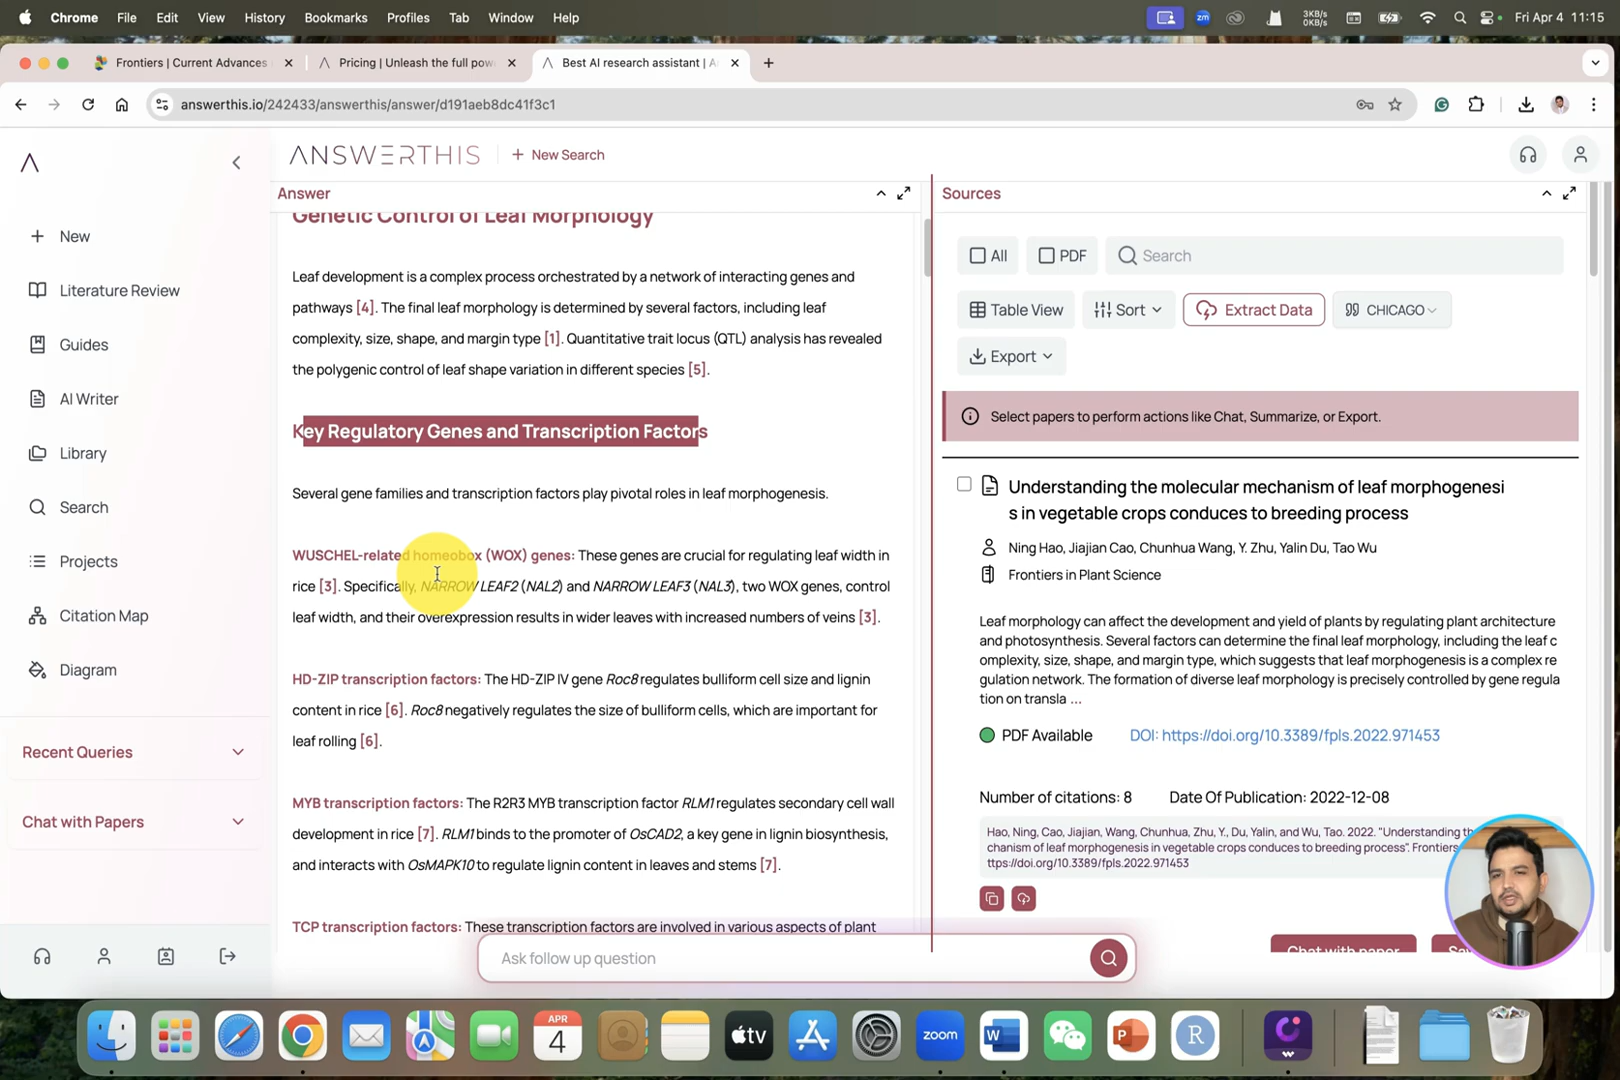 Chrome File Edit View History Bookmarks Profiles Tab Window Help
zm 3KB/s 0KB/s Fri Apr 4 11:15
Frontiers | Current Advances Pricing | Unleash the full pow Best AI research assistant | A
answerthis.io/242433/answerthis/answer/d191aeb8dc41f3c1
ANSWERTHIS + New Search
New
Literature Review
Guides
AI Writer
Library
Search
Projects
Citation Map
Diagram
Recent Queries
Chat with Papers
Answer
Genetic Control of Leaf Morphology
Leaf development is a complex process orchestrated by a network of interacting genes and
pathways [4]. The final leaf morphology is determined by several factors, including leaf
complexity, size, shape, and margin type [1]. Quantitative trait locus (QTL) analysis has revealed
the polygenic control of leaf shape variation in different species [5].
Key Regulatory Genes and Transcription Factors
Several gene families and transcription factors play pivotal roles in leaf morphogenesis.
WUSCHEL-related homeobox (WOX) genes: These genes are crucial for regulating leaf width in
rice [3]. Specifically, NARROW LEAF2 (NAL2) and NARROW LEAF3 (NAL3), two WOX genes, control
leaf width, and their overexpression results in wider leaves with increased numbers of veins [3].
HD-ZIP transcription factors: The HD-ZIP IV gene Roc8 regulates bulliform cell size and lignin
content in rice [6]. Roc8 negatively regulates the size of bulliform cells, which are important for
leaf rolling [6].
MYB transcription factors: The R2R3 MYB transcription factor RLM1 regulates secondary cell wall
development in rice [7]. RLM1 binds to the promoter of OsCAD2, a key gene in lignin biosynthesis,
and interacts with OsMAPK10 to regulate lignin content in leaves and stems [7].
TCP transcription factors: These transcription factors are involved in various aspects of plant
Ask follow up question
Sources
All PDF Search
Table View Sort Extract Data CHICAGO
Export
Select papers to perform actions like Chat, Summarize, or Export.
Understanding the molecular mechanism of leaf morphogenesi
s in vegetable crops conduces to breeding process
Ning Hao, Jiajian Cao, Chunhua Wang, Y. Zhu, Yalin Du, Tao Wu
Frontiers in Plant Science
Leaf morphology can affect the development and yield of plants by regulating plant architecture
and photosynthesis. Several factors can determine the final leaf morphology, including the leaf c
omplexity, size, shape, and margin type, which suggests that leaf morphogenesis is a complex re
gulation network. The formation of diverse leaf morphology is precisely controlled by gene regula
tion on transla ...
PDF Available DOI: https://doi.org/10.3389/fpls.2022.971453
Number of citations: 8 Date Of Publication: 2022-12-08
Hao, Ning, Cao, Jiajian, Wang, Chunhua, Zhu, Y., Du, Yalin, and Wu, Tao. 2022. "Understanding th
chanism of leaf morphogenesis in vegetable crops conduces to breeding process". Frontiers
ttps://doi.org/10.3389/fpls.2022.971453
Chat with paper Sa
APR
4
tv
zoom
W
P
R